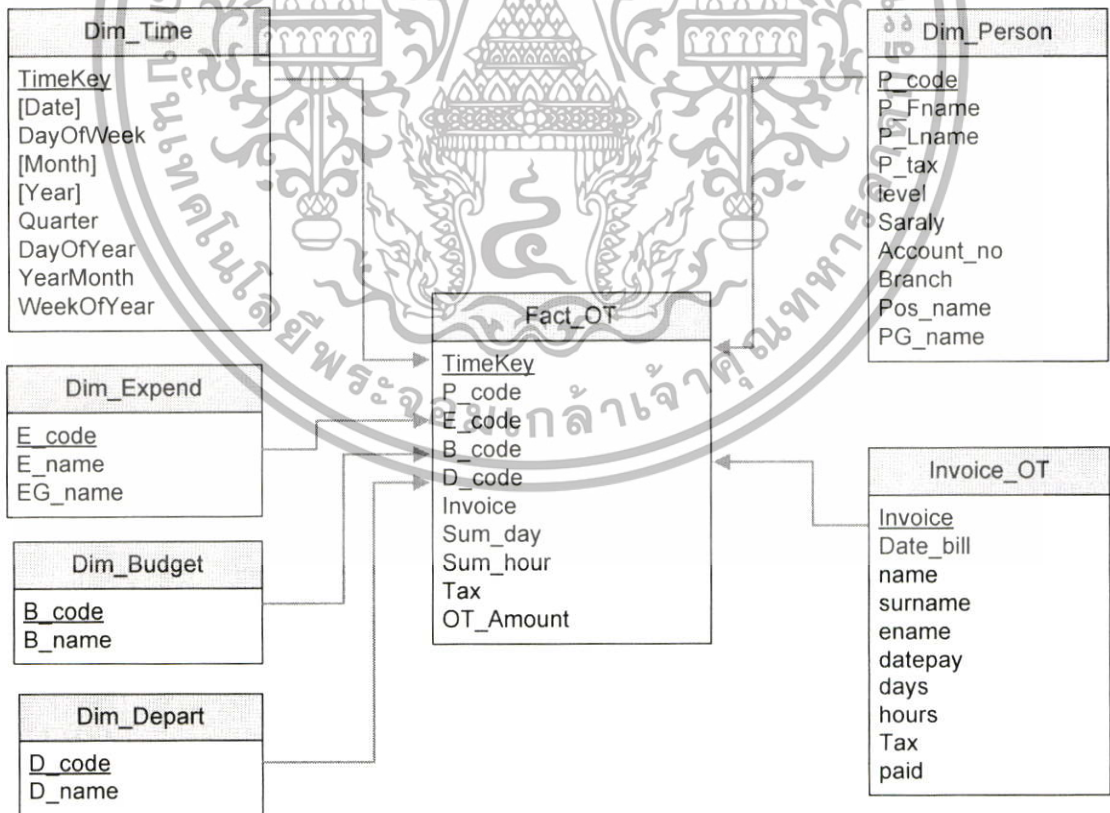 Dim_Time
TimeKey
[Date]
DayOfWeek
[Month]
[Year]
Quarter
DayOfYear
YearMonth
WeekOfYear
Dim_Expend
E_code
E_name
EG_name
Dim_Budget
B_code
B_name
Dim_Depart
D_code
D_name
Fact_OT
TimeKey
P_code
E_code
B_code
D_code
Invoice
Sum_day
Sum_hour
Tax
OT_Amount
Dim_Person
P_code
P_Fname
P_Lname
P_tax
level
Saraly
Account_no
Branch
Pos_name
PG_name
Invoice_OT
Invoice
Date_bill
name
surname
ename
datepay
days
hours
Tax
paid